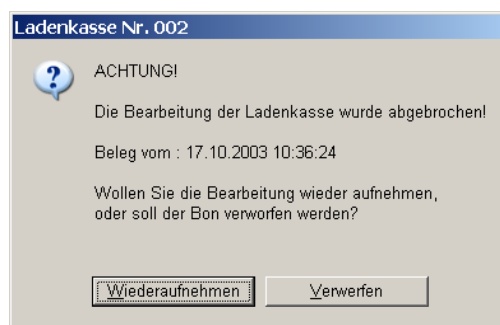 Ladenkasse Nr. 002
ACHTUNG!
Die Bearbeitung der Ladenkasse wurde abgebrochen!
Beleg vom : 17.10.2003 10:36:24
Wollen Sie die Bearbeitung wieder aufnehmen,
oder soll der Bon verworfen werden?
Wiederaufnehmen
Verwerfen